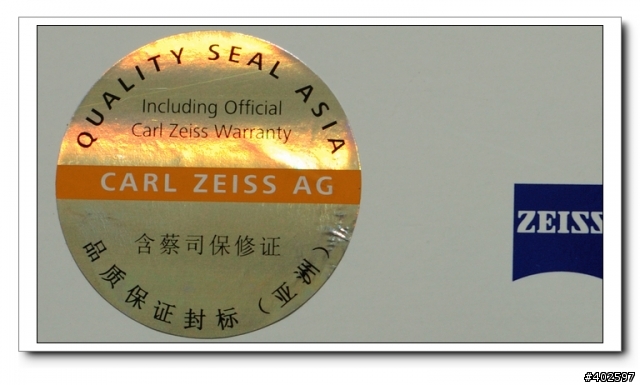 QUALITY SEAL ASIA
Including Official
Carl Zeiss Warranty
CARL ZEISS AG
含蔡司保修证
品质保证封标（亚洲）
ZEISS
#402597